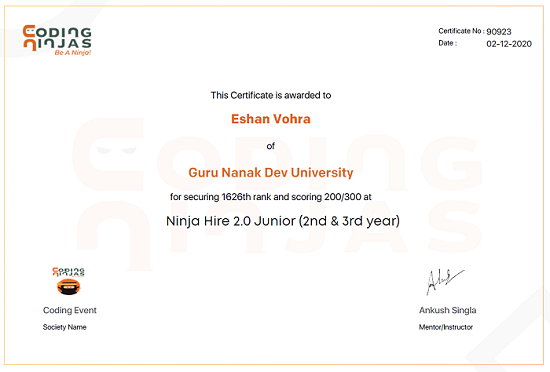 CODING
NINJAS
Be A Ninja!
Certificate No : 90923
Date : 02-12-2020
This Certificate is awarded to
Eshan Vohra
of
Guru Nanak Dev University
for securing 1626th rank and scoring 200/300 at
Ninja Hire 2.0 Junior (2nd & 3rd year)
CODING
NINJAS
CODING
NINJAS
Coding Event
Society Name
Ankush Singla
Mentor/Instructor